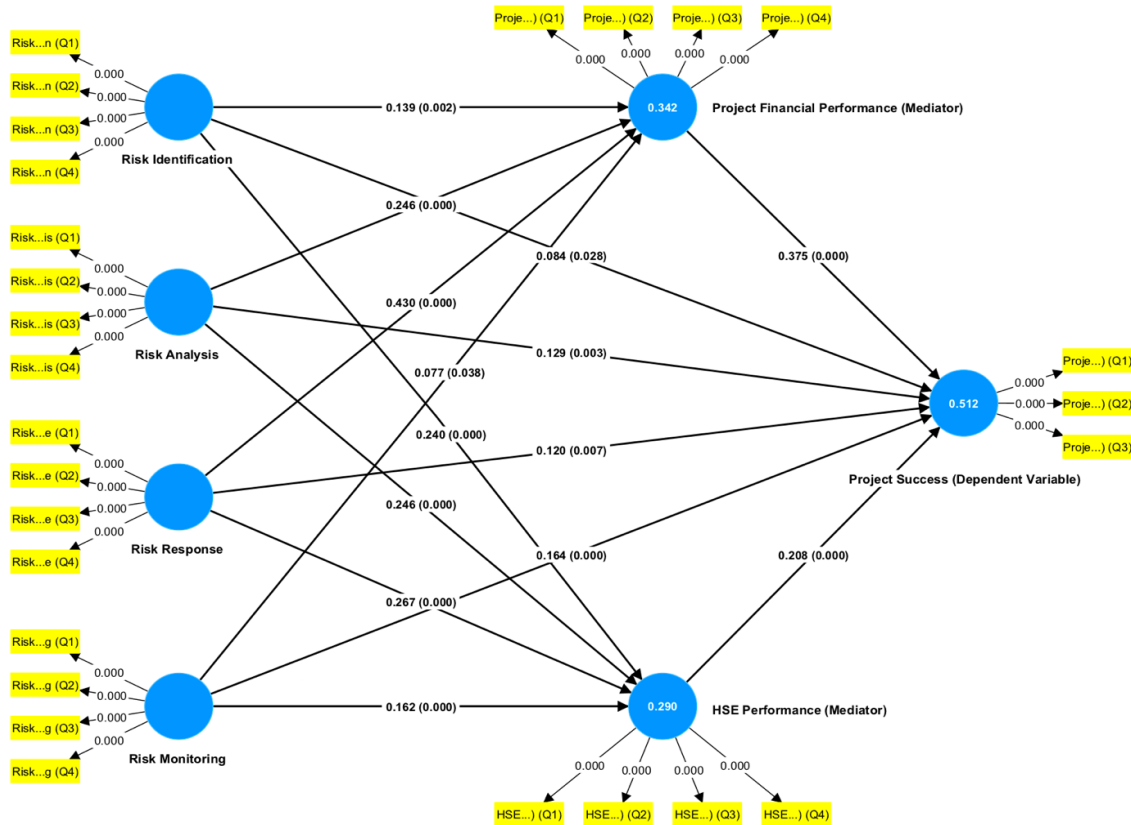 Proje...) (Q1)
Proje...) (Q2)
Proje...) (Q3)
Proje...) (Q4)
0.000
0.000
0.000
0.000
Risk...n (Q1)
Risk...n (Q2)
Risk...n (Q3)
Risk...n (Q4)
0.000
0.000
0.000
0.000
Risk Identification
0.139 (0.002)
0.342
Project Financial Performance (Mediator)
0.246 (0.000)
0.084 (0.028)
0.375 (0.000)
Risk...is (Q1)
Risk...is (Q2)
Risk...is (Q3)
Risk...is (Q4)
0.000
0.000
0.000
0.000
Risk Analysis
0.430 (0.000)
0.129 (0.003)
0.077 (0.038)
0.240 (0.000)
0.120 (0.007)
0.512
Project Success (Dependent Variable)
0.000
0.000
0.000
Proje...) (Q1)
Proje...) (Q2)
Proje...) (Q3)
Risk...e (Q1)
Risk...e (Q2)
Risk...e (Q3)
Risk...e (Q4)
0.000
0.000
0.000
0.000
Risk Response
0.246 (0.000)
0.164 (0.000)
0.208 (0.000)
0.267 (0.000)
Risk...g (Q1)
Risk...g (Q2)
Risk...g (Q3)
Risk...g (Q4)
0.000
0.000
0.000
0.000
Risk Monitoring
0.162 (0.000)
0.290
HSE Performance (Mediator)
0.000
0.000
0.000
0.000
HSE...) (Q1)
HSE...) (Q2)
HSE...) (Q3)
HSE...) (Q4)